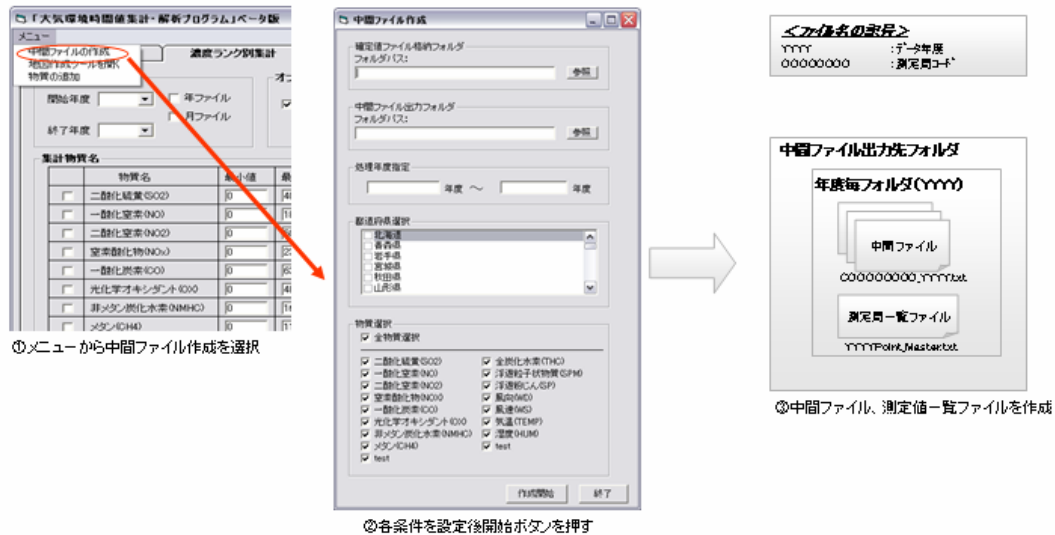 「大気環境時間値集計・解析プログラム」ベータ版
メニュー
中間ファイルの作成
地図作成ツールを開く
物質の追加
濃度ランク別集計
開始年度
年ファイル
月ファイル
終了年度
集計物質名
物質名 最小値
二酸化硫黄(SO2) 0
一酸化窒素(NO) 0
二酸化窒素(NO2) 0
窒素酸化物(NOx) 0
一酸化炭素(CO) 0
光化学オキシダント(OX) 0
非メタン炭化水素(NMHC) 0
メタン(CH4) 0
①メニューから中間ファイル作成を選択
中間ファイル作成
確定値ファイル格納フォルダ
フォルダパス:
参照
中間ファイル出力フォルダ
フォルダパス:
参照
処理年度指定
年度 ～ 年度
都道府県選択
北海道
青森県
岩手県
宮城県
秋田県
山形県
物質選択
全物質選択
二酸化硫黄(SO2) 全炭化水素(THC)
一酸化窒素(NO) 浮遊粒子状物質(SPM)
二酸化窒素(NO2) 浮遊粉じん(SP)
窒素酸化物(NOX) 風向(WD)
一酸化炭素(CO) 風速(WS)
光化学オキシダント(OX) 気温(TEMP)
非メタン炭化水素(NMHC) 湿度(HUM)
メタン(CH4) test
test
作成開始 終了
②各条件を設定後開始ボタンを押す
<ファイル名の定号>
YYYY :データ年度
OOOOOOOO :測定局コード
中間ファイル出力先フォルダ
年度毎フォルダ(YYYY)
中間ファイル
OOOOOOOOO_YYYY.txt
測定局一覧ファイル
YYYYPoint_Master.txt
③中間ファイル、測定値一覧ファイルを作成